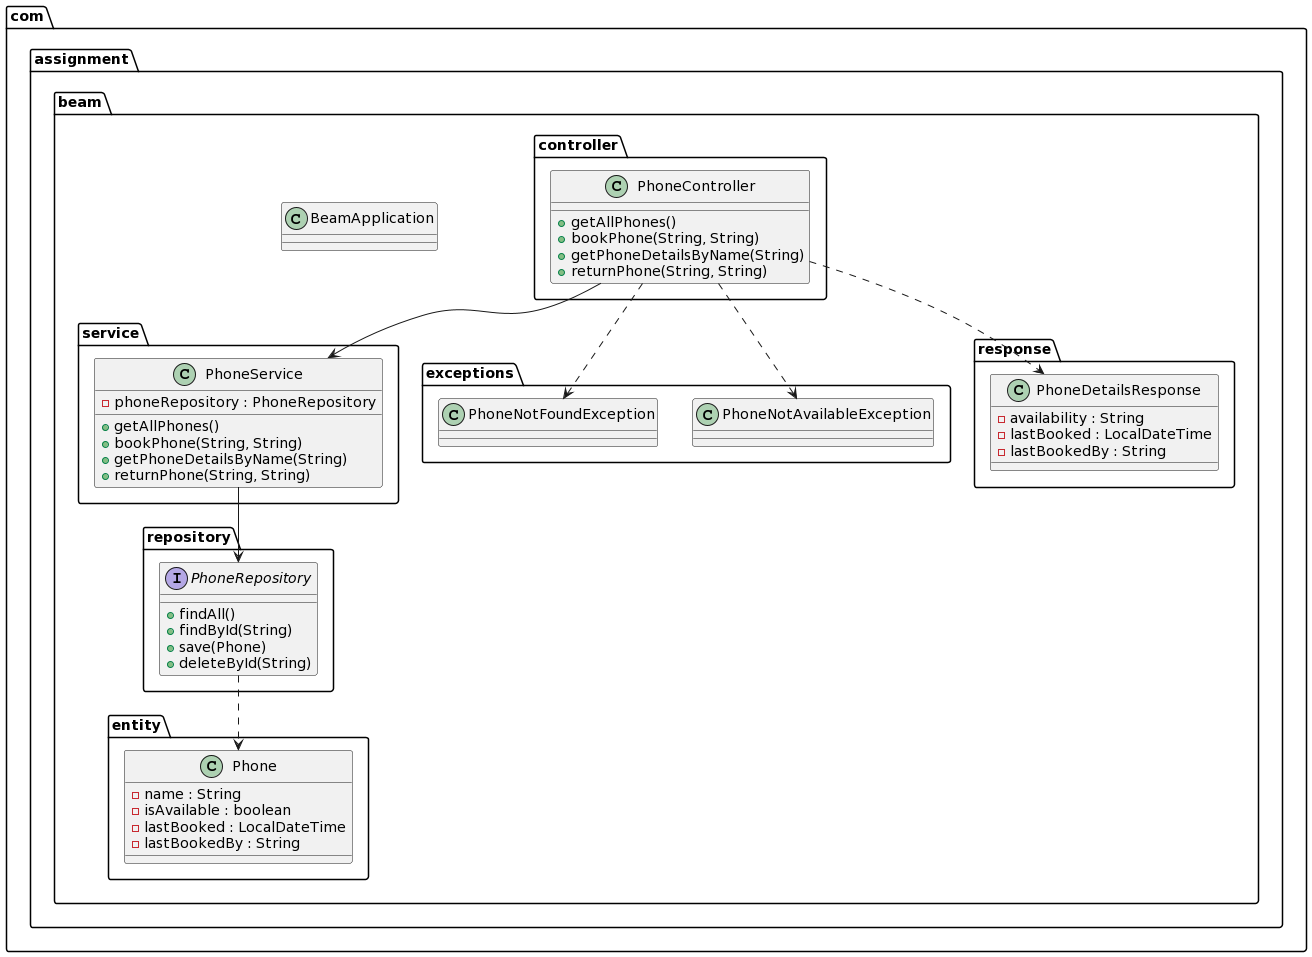 com
assignment
beam
controller
C PhoneController
getAllPhones()
bookPhone(String, String)
getPhoneDetailsByName(String)
returnPhone(String, String)
C BeamApplication
service
C PhoneService
phoneRepository : PhoneRepository
getAllPhones()
bookPhone(String, String)
getPhoneDetailsByName(String)
returnPhone(String, String)
exceptions
C PhoneNotFoundException
C PhoneNotAvailableException
response
C PhoneDetailsResponse
availability : String
lastBooked : LocalDateTime
lastBookedBy : String
repository
I PhoneRepository
findAll()
findById(String)
save(Phone)
deleteById(String)
entity
C Phone
name : String
isAvailable : boolean
lastBooked : LocalDateTime
lastBookedBy : String